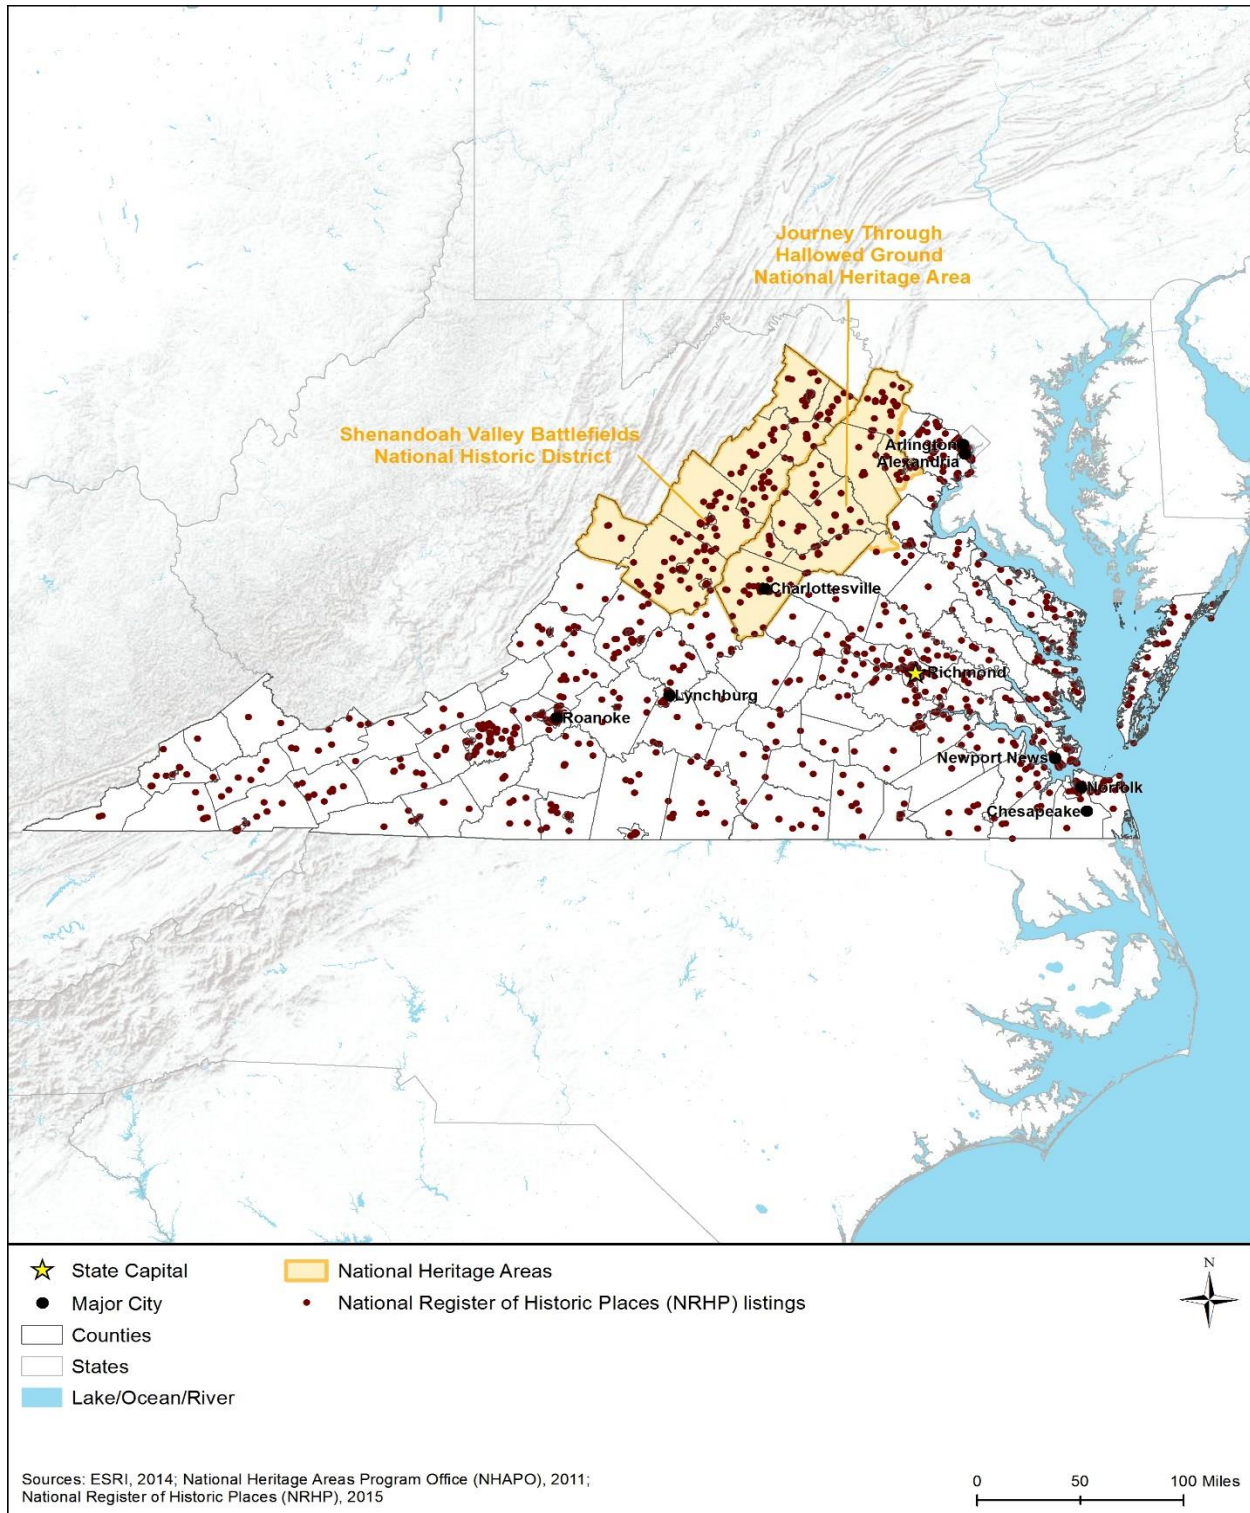 Journey Through
Hallowed Ground
National Heritage Area
Shenandoah Valley Battlefields
National Historic District
Arlington
Alexandria
Charlottesville
Richmond
Lynchburg
Roanoke
Newport News
Norfolk
Chesapeake
State Capital
Major City
Counties
States
Lake/Ocean/River
National Heritage Areas
National Register of Historic Places (NRHP) listings
N
Sources: ESRI, 2014; National Heritage Areas Program Office (NHAPO), 2011;
National Register of Historic Places (NRHP), 2015
0 50 100 Miles